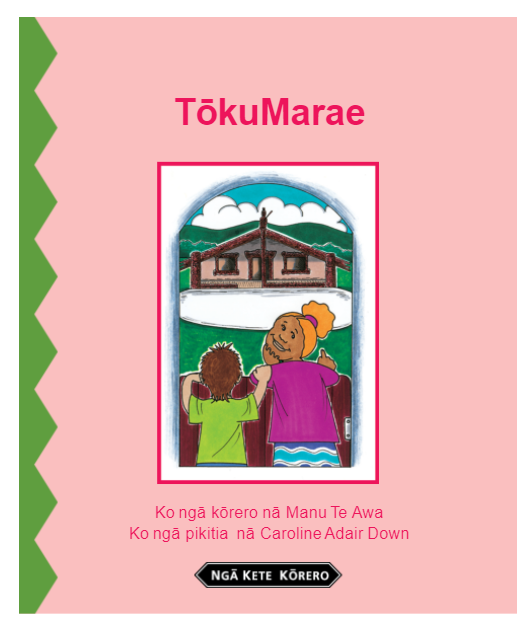 TōkuMarae
Ko ngā kōrero nā Manu Te Awa
Ko ngā pikitia nā Caroline Adair Down
NGĀ KETE KŌRERO